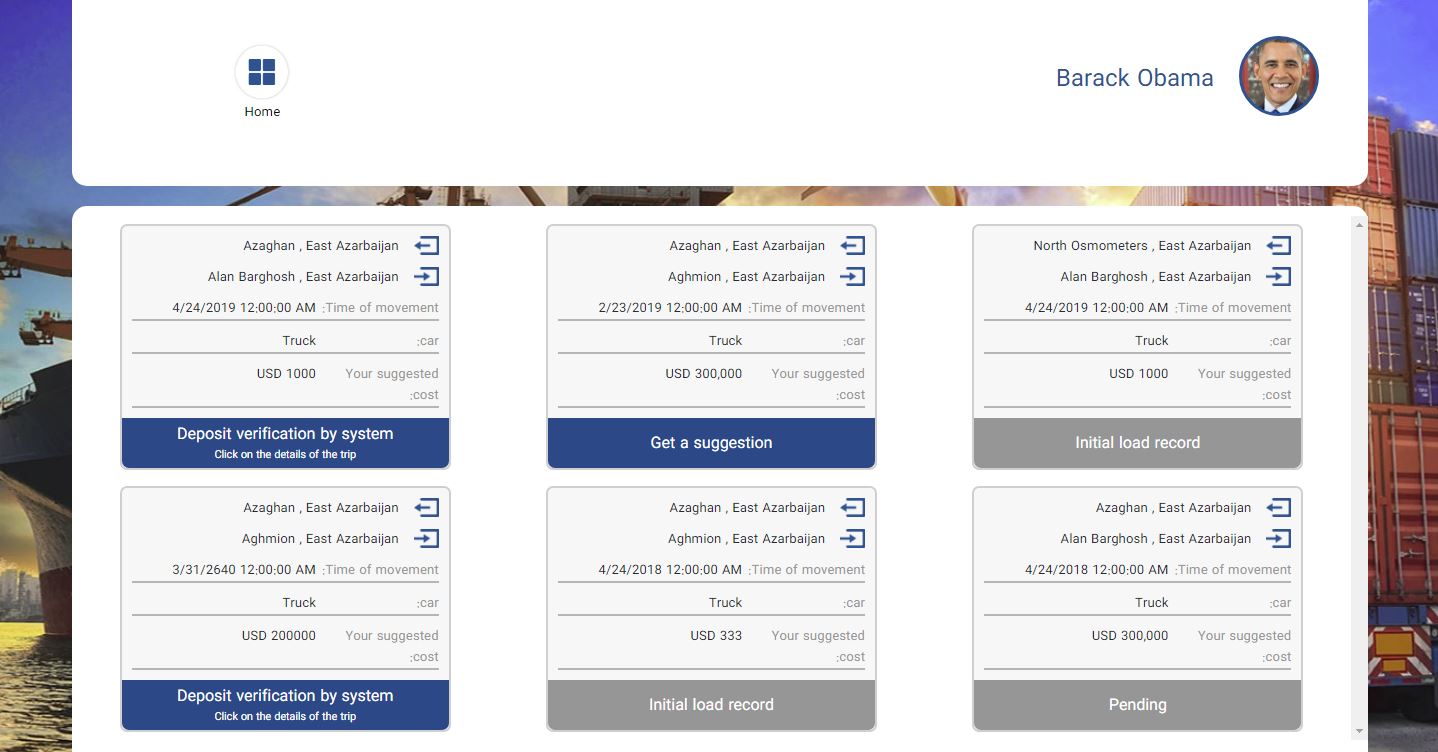 Home
Barack Obama
Azaghan , East Azarbaijan
Alan Barghosh , East Azarbaijan
4/24/2019 12:00:00 AM :Time of movement
Truck :car
USD 1000 Your suggested
:cost
Deposit verification by system
Click on the details of the trip
Azaghan , East Azarbaijan
Aghmion , East Azarbaijan
2/23/2019 12:00:00 AM :Time of movement
Truck :car
USD 300,000 Your suggested
:cost
Get a suggestion
North Osmometers , East Azarbaijan
Alan Barghosh , East Azarbaijan
4/24/2019 12:00:00 AM :Time of movement
Truck :car
USD 1000 Your suggested
:cost
Initial load record
Azaghan , East Azarbaijan
Aghmion , East Azarbaijan
3/31/2640 12:00:00 AM :Time of movement
Truck :car
USD 200000 Your suggested
:cost
Deposit verification by system
Click on the details of the trip
Azaghan , East Azarbaijan
Aghmion , East Azarbaijan
4/24/2018 12:00:00 AM :Time of movement
Truck :car
USD 333 Your suggested
:cost
Initial load record
Azaghan , East Azarbaijan
Alan Barghosh , East Azarbaijan
4/24/2018 12:00:00 AM :Time of movement
Truck :car
USD 300,000 Your suggested
:cost
Pending